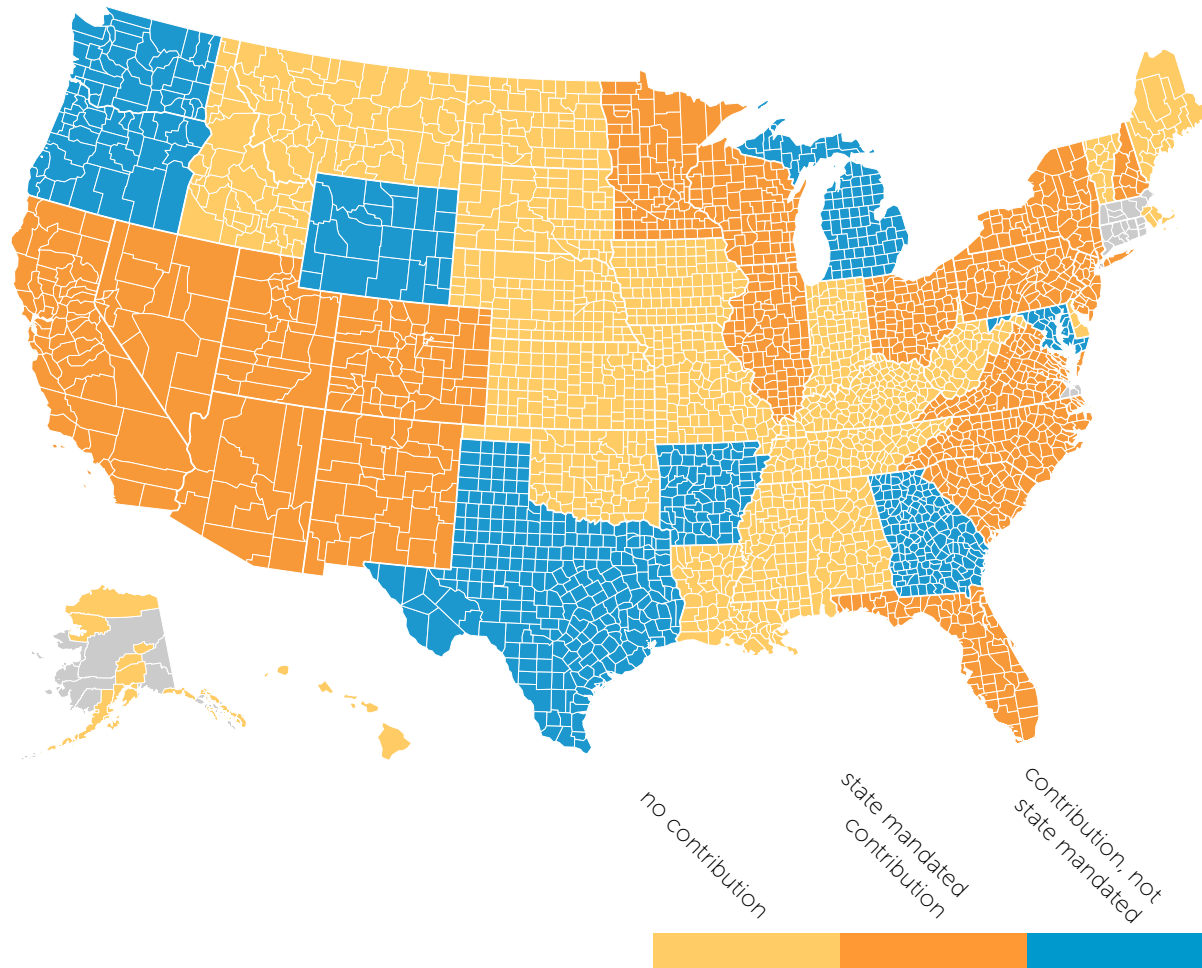 no contribution
state mandated
contribution
contribution, not
state mandated